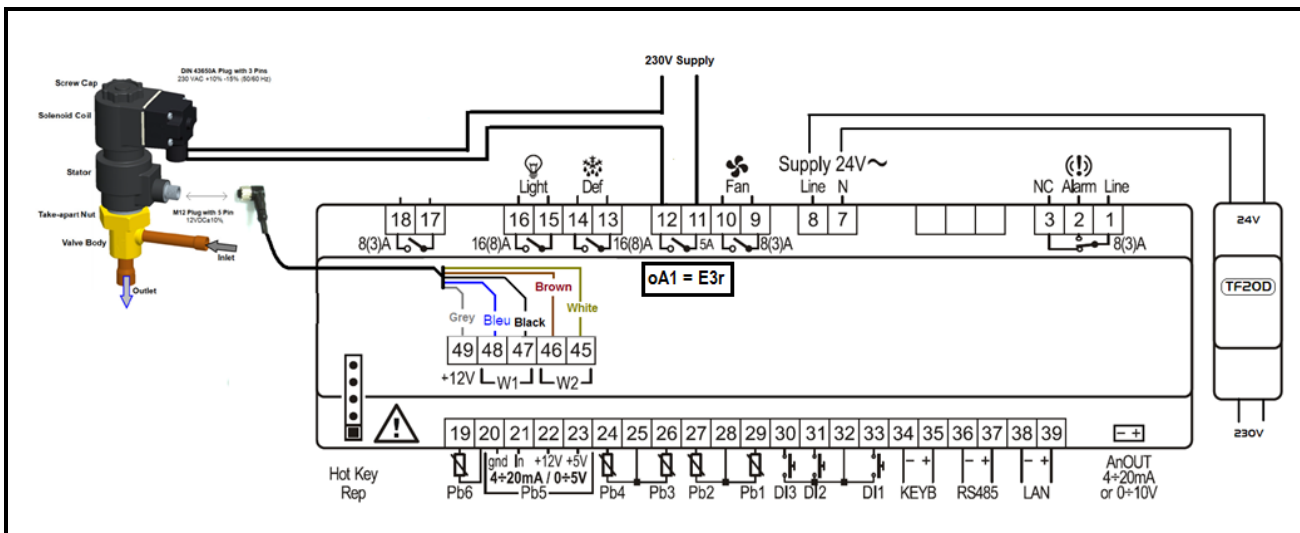 230V Supply
DIN 43650A Plug with 3 Pins
230 VAC +10% -15% (50/60 Hz)
Screw Cap
Solenoid Coil
Stator
M12 Plug with 5 Pin
12VDC±10%
Take-apart Nut
Valve Body
Inlet
Outlet
Light
Def
Fan
Supply 24V~
Line N
NC Alarm Line
18 17 16 15 14 13 12 11 10 9 8 7 3 2 1
8(3)A 16(8)A 16(8)A 5A 8(3)A 8(3)A
oA1 = E3r
24V
TF20D
230V
Brown
White
Grey
Bleu
Black
49 48 47 46 45
+12V W1 W2
19 20 21 22 23 24 25 26 27 28 29 30 31 32 33 34 35 36 37 38 39
- +
gnd In +12V +5V
4÷20mA / 0÷5V
- + - + - +
Hot Key
Rep
Pb6 Pb5 Pb4 Pb3 Pb2 Pb1 DI3 DI2 DI1 KEYB RS485 LAN
AnOUT
4÷20mA
or 0÷10V